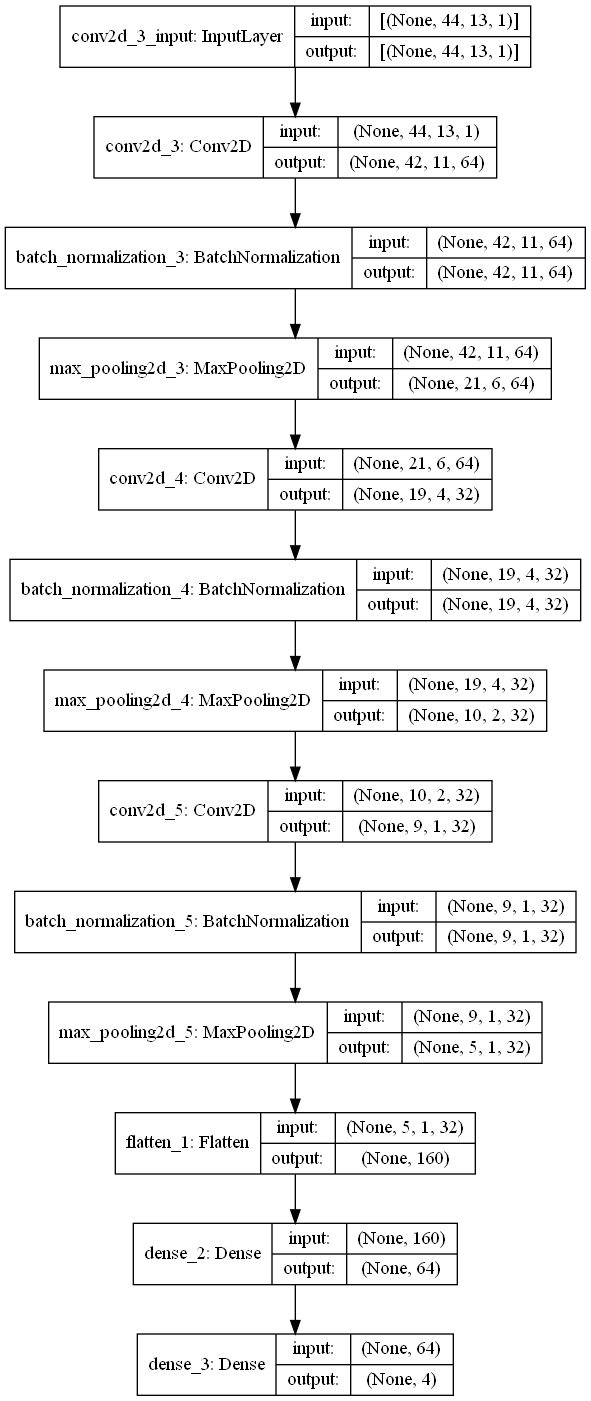 conv2d_3_input: InputLayer
input: [(None, 44, 13, 1)]
output: [(None, 44, 13, 1)]
conv2d_3: Conv2D
input: (None, 44, 13, 1)
output: (None, 42, 11, 64)
batch_normalization_3: BatchNormalization
input: (None, 42, 11, 64)
output: (None, 42, 11, 64)
max_pooling2d_3: MaxPooling2D
input: (None, 42, 11, 64)
output: (None, 21, 6, 64)
conv2d_4: Conv2D
input: (None, 21, 6, 64)
output: (None, 19, 4, 32)
batch_normalization_4: BatchNormalization
input: (None, 19, 4, 32)
output: (None, 19, 4, 32)
max_pooling2d_4: MaxPooling2D
input: (None, 19, 4, 32)
output: (None, 10, 2, 32)
conv2d_5: Conv2D
input: (None, 10, 2, 32)
output: (None, 9, 1, 32)
batch_normalization_5: BatchNormalization
input: (None, 9, 1, 32)
output: (None, 9, 1, 32)
max_pooling2d_5: MaxPooling2D
input: (None, 9, 1, 32)
output: (None, 5, 1, 32)
flatten_1: Flatten
input: (None, 5, 1, 32)
output: (None, 160)
dense_2: Dense
input: (None, 160)
output: (None, 64)
dense_3: Dense
input: (None, 64)
output: (None, 4)